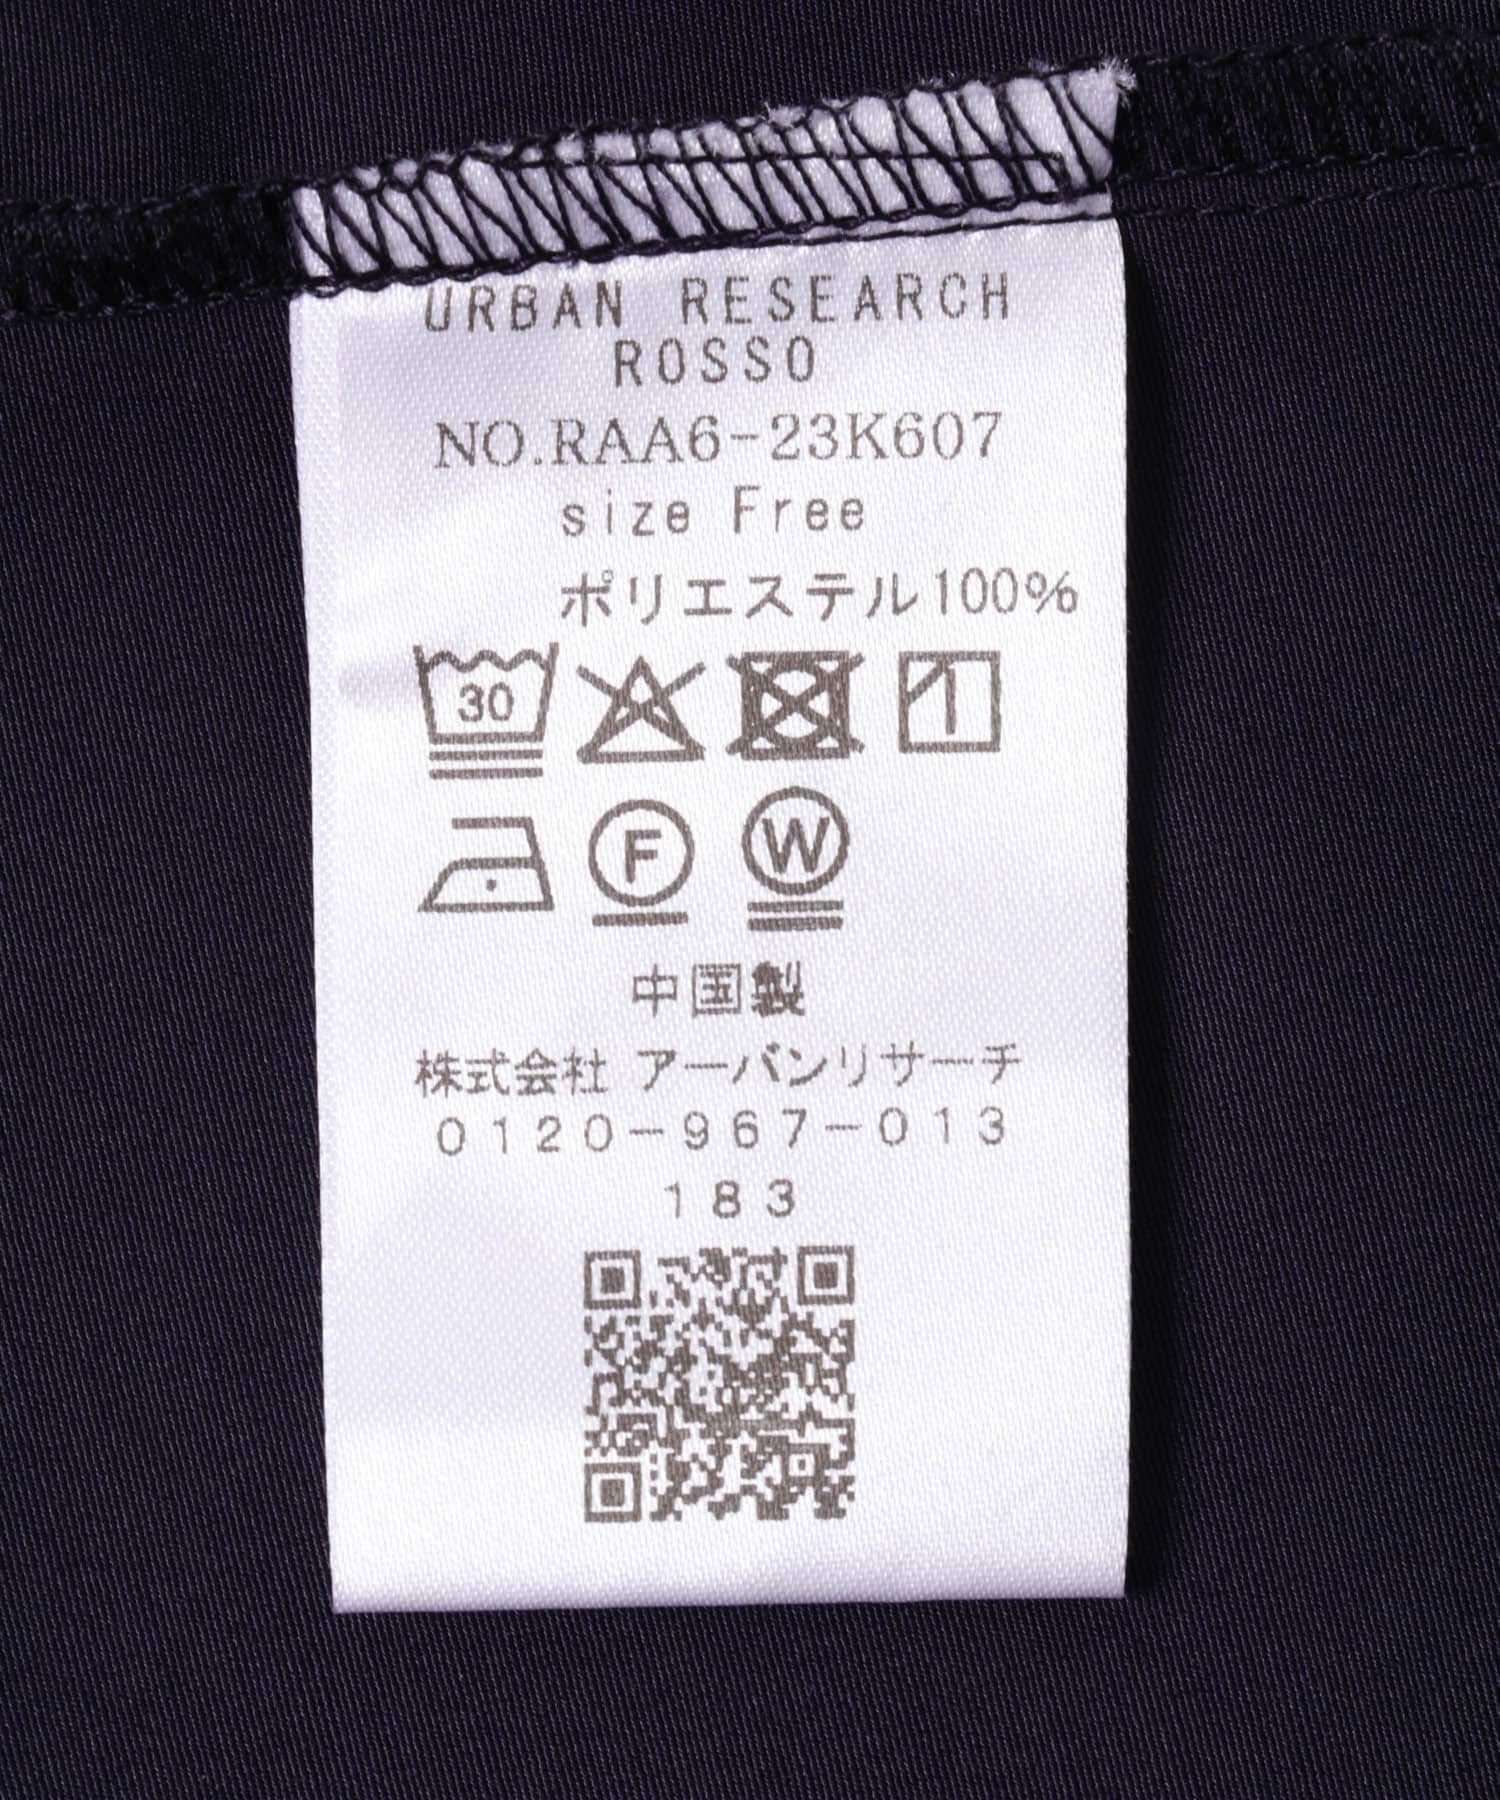 URBAN RESEARCH
ROSSO
NO.RAA6-23K607
size Free
ポリエステル100%
30
F W
中国製
株式会社 アーバンリサーチ
0120-967-013
183